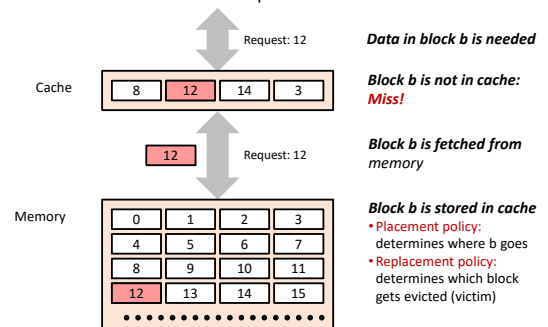 Request: 12
Data in block b is needed
Cache
8 12 14 3
Block b is not in cache:
Miss!
12
Request: 12
Block b is fetched from
memory
Memory
0 1 2 3
4 5 6 7
8 9 10 11
12 13 14 15
Block b is stored in cache
• Placement policy:
determines where b goes
• Replacement policy:
determines which block
gets evicted (victim)